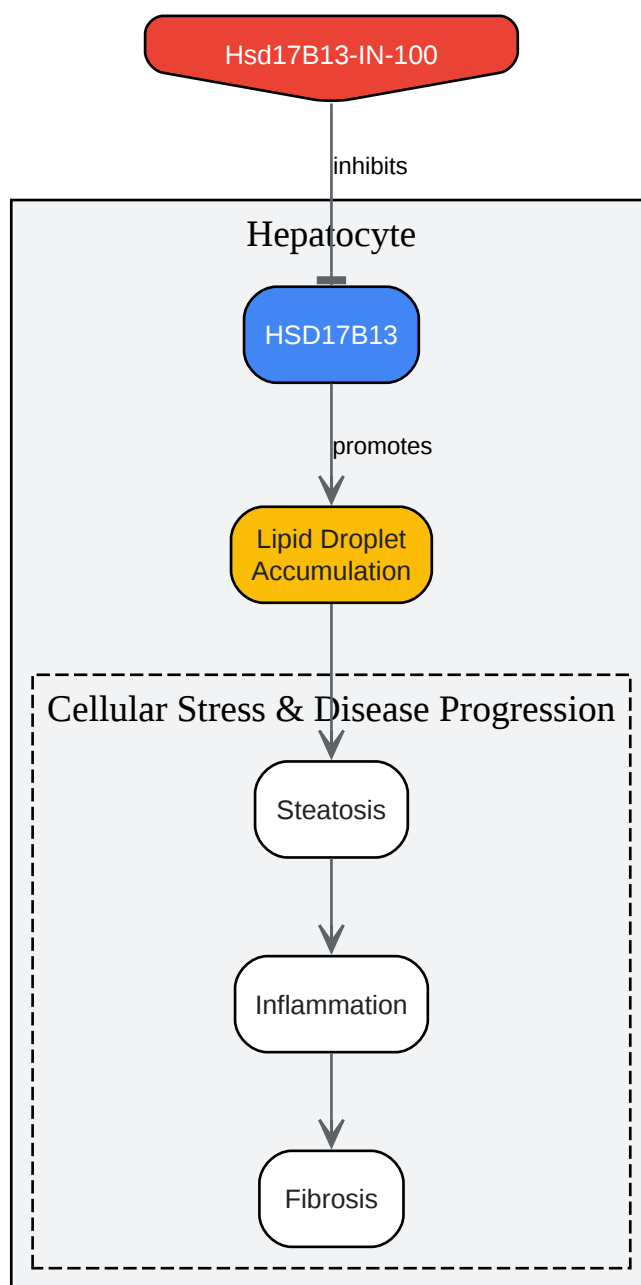 Hsd17B13-IN-100
inhibits
Hepatocyte
HSD17B13
promotes
Lipid Droplet
Accumulation
Cellular Stress & Disease Progression
Steatosis
Inflammation
Fibrosis